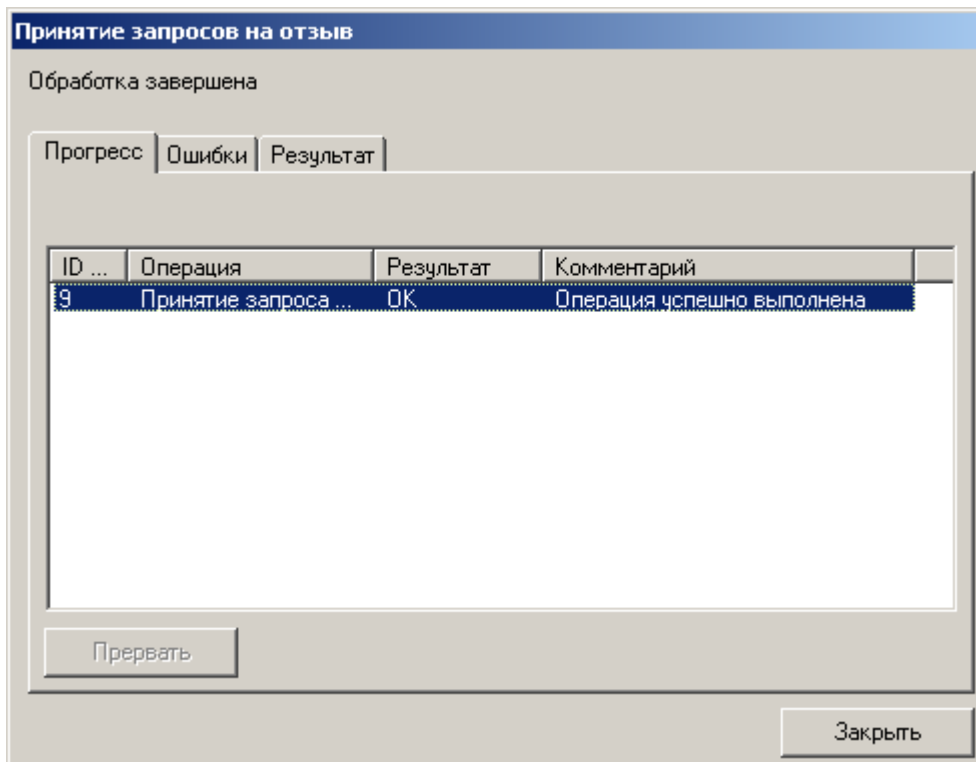 Принятие запросов на отзыв
Обработка завершена
Прогресс Ошибки Результат
ID ... Операция Результат Комментарий
9 Принятие запроса ... OK Операция успешно выполнена
Прервать
Закрыть